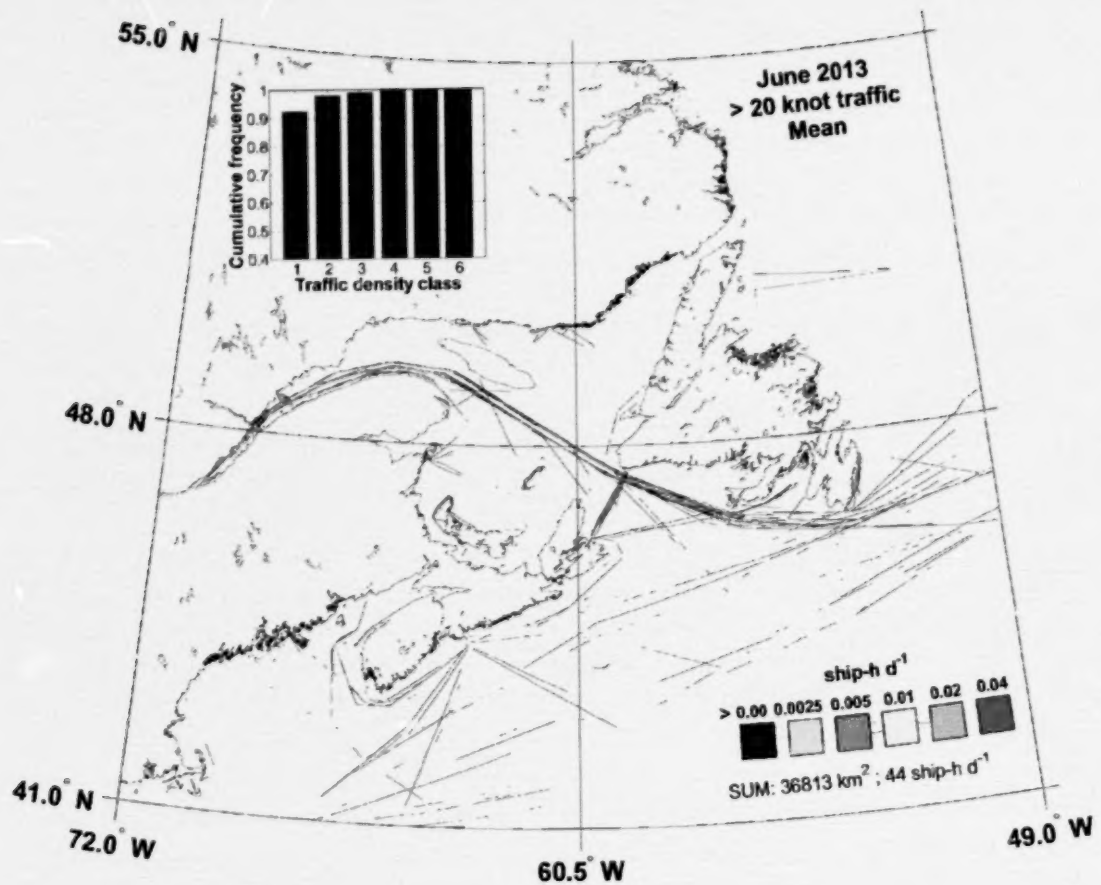 55.0° N
June 2013
> 20 knot traffic
Mean
Cumulative frequency
1
0.9
0.8
0.7
0.6
0.5
0.4
1 2 3 4 5 6
Traffic density class
48.0° N
ship-h d⁻¹
> 0.00 0.0025 0.005 0.01 0.02 0.04
SUM: 36813 km² ; 44 ship-h d⁻¹
41.0° N
72.0° W
60.5° W
49.0° W